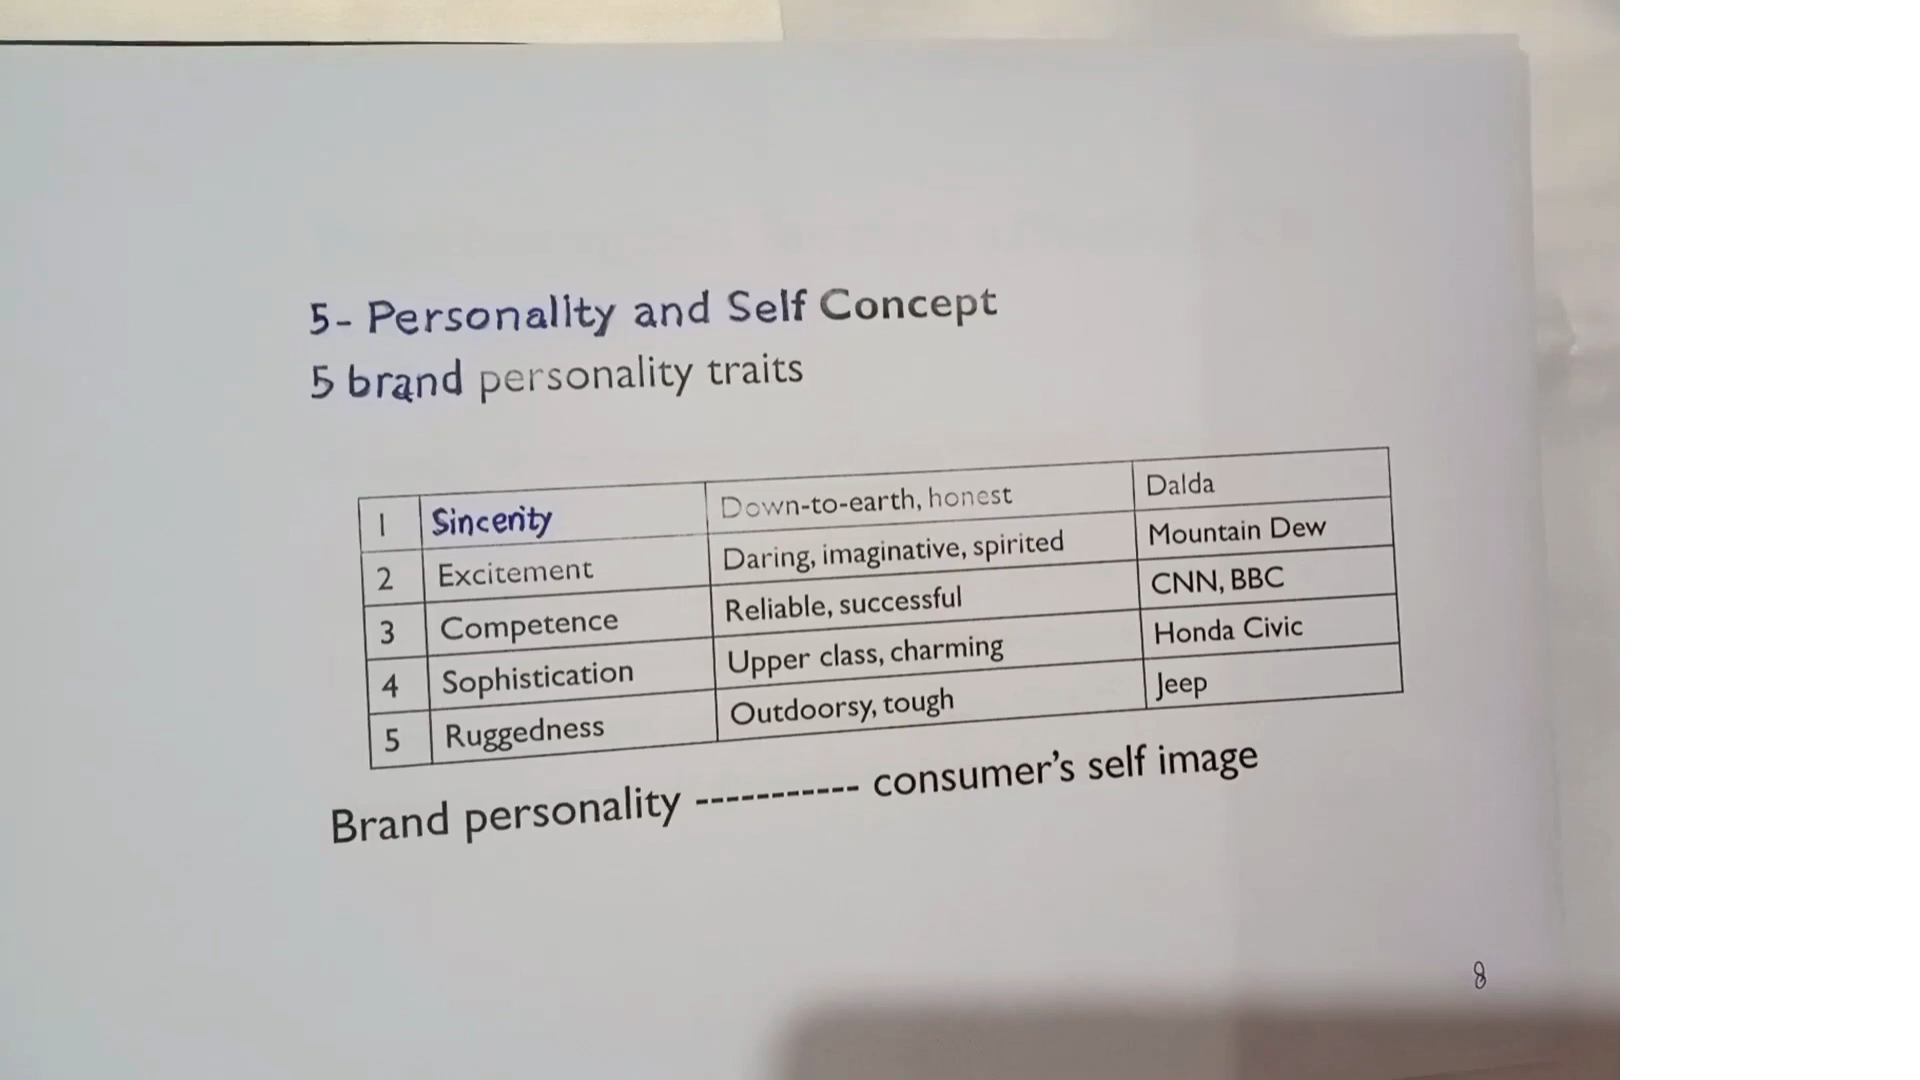 5- Personality and Self Concept
5 brand personality traits
1 Sincerity Down-to-earth, honest Dalda
2 Excitement Daring, imaginative, spirited Mountain Dew
3 Competence Reliable, successful CNN, BBC
4 Sophistication Upper class, charming Honda Civic
5 Ruggedness Outdoorsy, tough Jeep
Brand personality ----------- consumer's self image
8